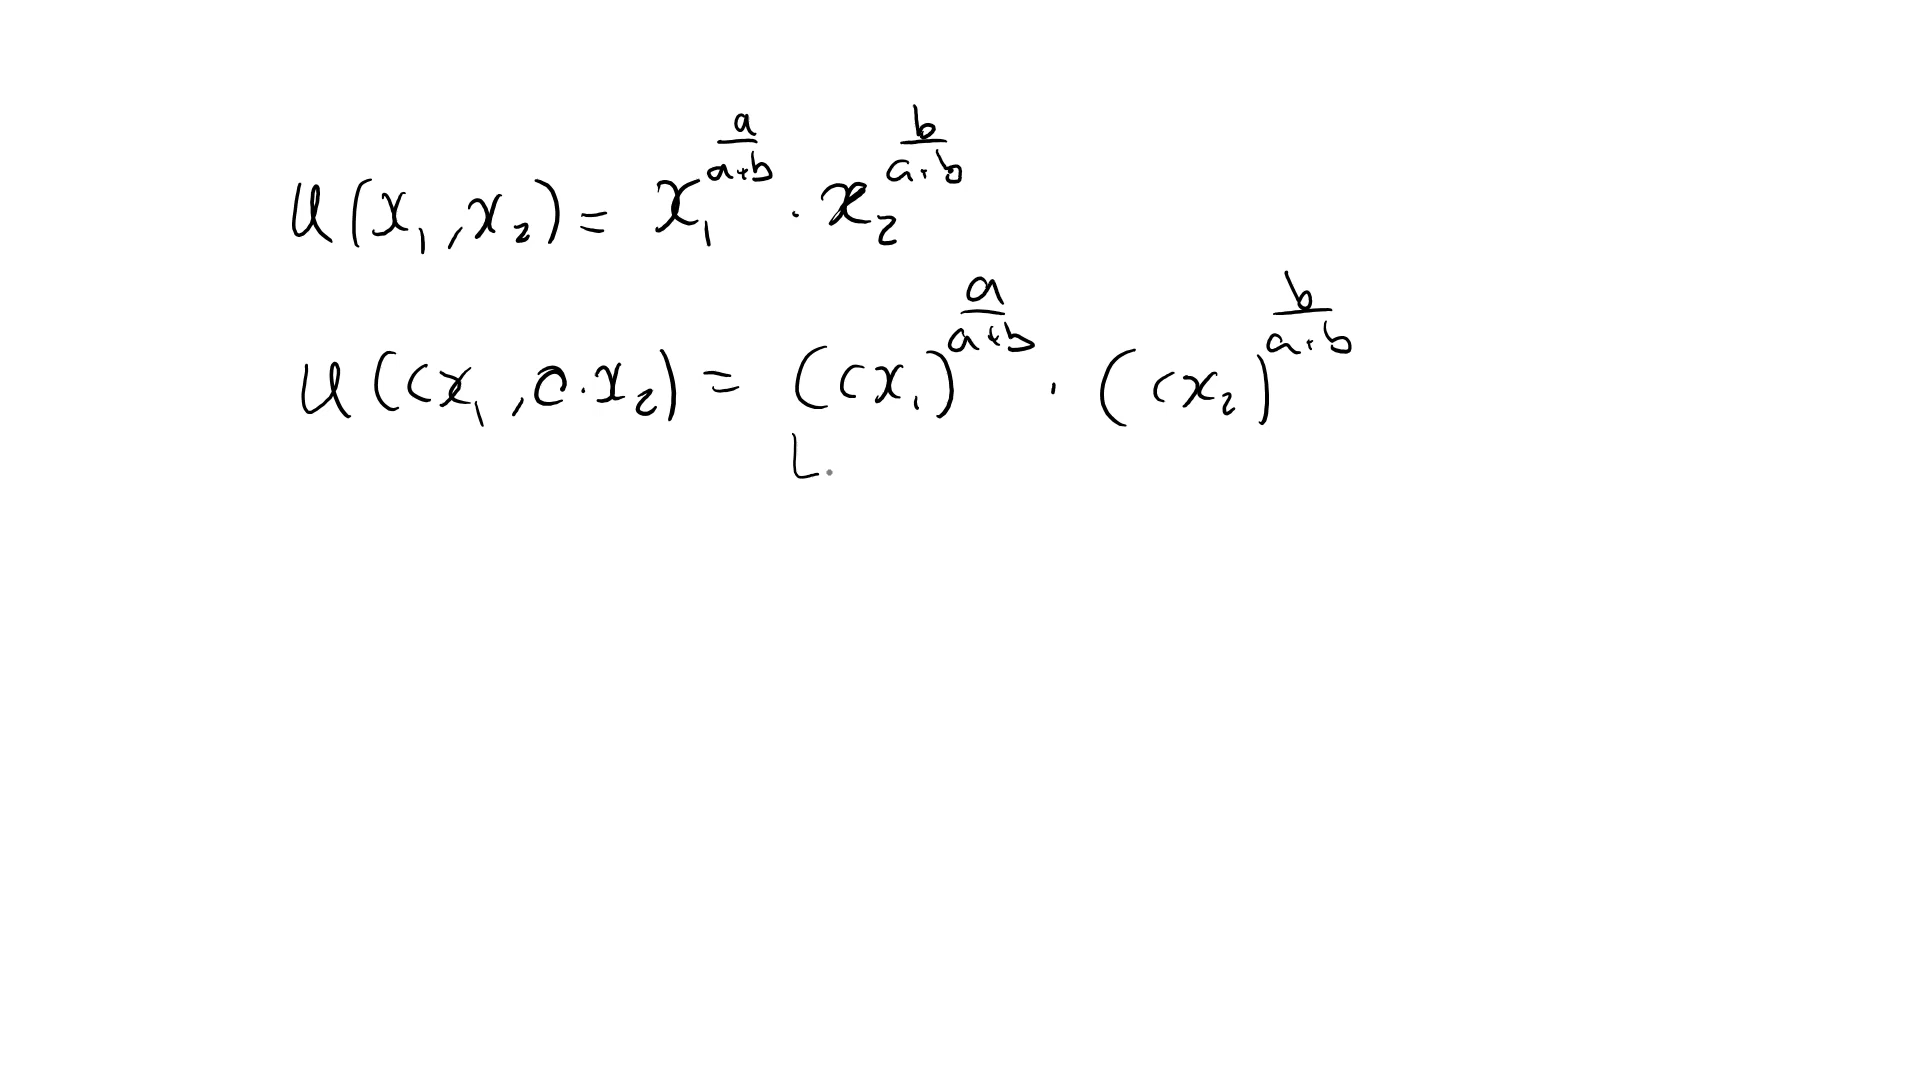 u(x₁, x₂) = x₁^(a/(a+b)) · x₂^(b/(a+b))
u(cx₁, c·x₂) = (cx₁)^(a/(a+b)) · (cx₂)^(b/(a+b))